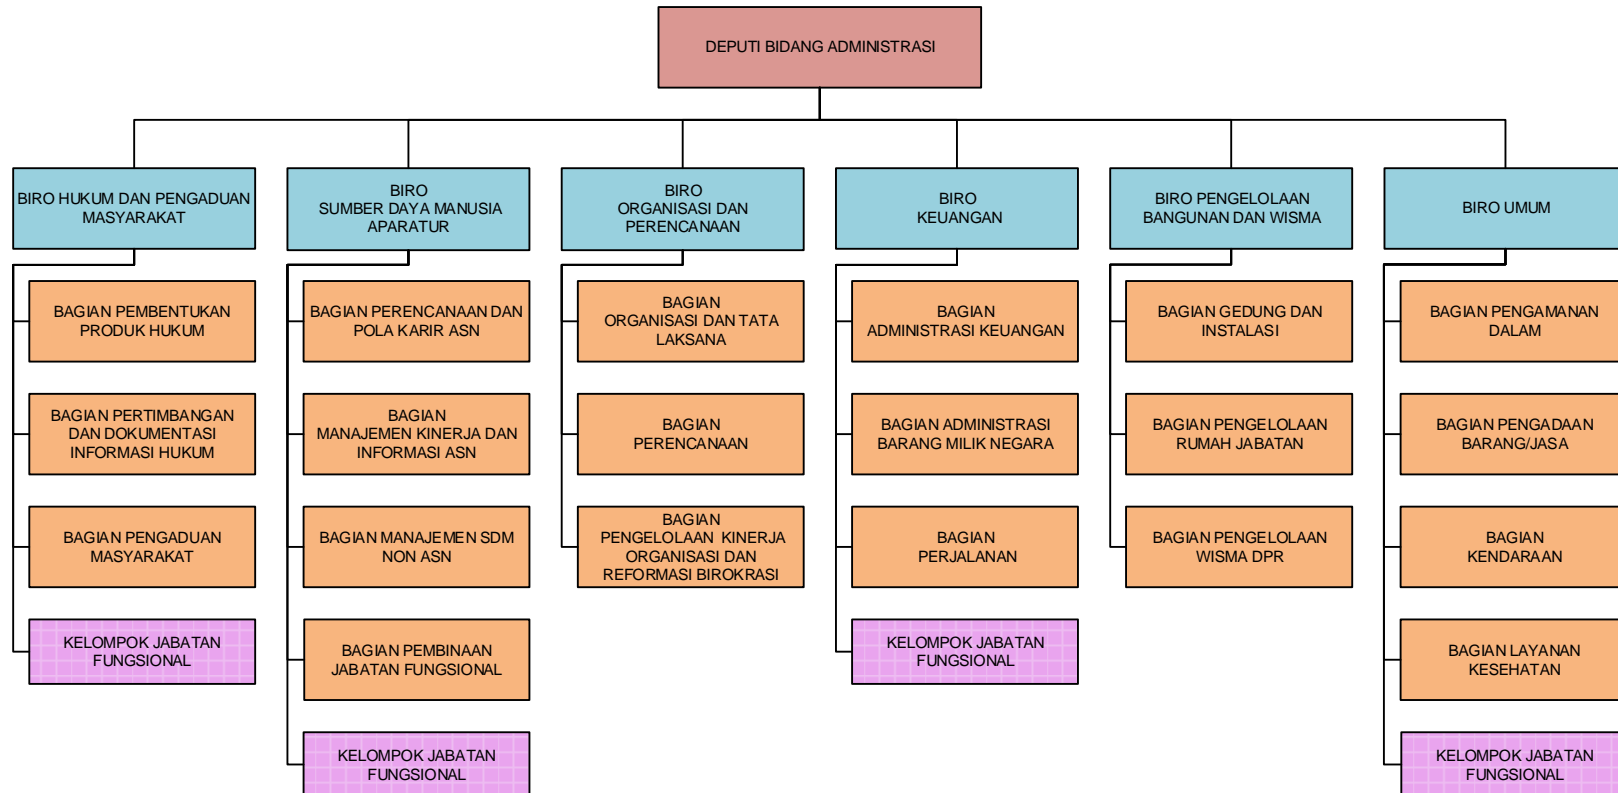 DEPUTI BIDANG ADMINISTRASI
BIRO HUKUM DAN PENGADUAN
MASYARAKAT
BIRO
SUMBER DAYA MANUSIA
APARATUR
BIRO
ORGANISASI DAN
PERENCANAAN
BIRO
KEUANGAN
BIRO PENGELOLAAN
BANGUNAN DAN WISMA
BIRO UMUM
BAGIAN PEMBENTUKAN
PRODUK HUKUM
BAGIAN PERENCANAAN DAN
POLA KARIR ASN
BAGIAN
ORGANISASI DAN TATA
LAKSANA
BAGIAN
ADMINISTRASI KEUANGAN
BAGIAN GEDUNG DAN
INSTALASI
BAGIAN PENGAMANAN
DALAM
BAGIAN PERTIMBANGAN
DAN DOKUMENTASI
INFORMASI HUKUM
BAGIAN
MANAJEMEN KINERJA DAN
INFORMASI ASN
BAGIAN
PERENCANAAN
BAGIAN ADMINISTRASI
BARANG MILIK NEGARA
BAGIAN PENGELOLAAN
RUMAH JABATAN
BAGIAN PENGADAAN
BARANG/JASA
BAGIAN PENGADUAN
MASYARAKAT
BAGIAN MANAJEMEN SDM
NON ASN
BAGIAN
PENGELOLAAN KINERJA
ORGANISASI DAN
REFORMASI BIROKRASI
BAGIAN
PERJALANAN
BAGIAN PENGELOLAAN
WISMA DPR
BAGIAN
KENDARAAN
KELOMPOK JABATAN
FUNGSIONAL
BAGIAN PEMBINAAN
JABATAN FUNGSIONAL
KELOMPOK JABATAN
FUNGSIONAL
BAGIAN LAYANAN
KESEHATAN
KELOMPOK JABATAN
FUNGSIONAL
KELOMPOK JABATAN
FUNGSIONAL